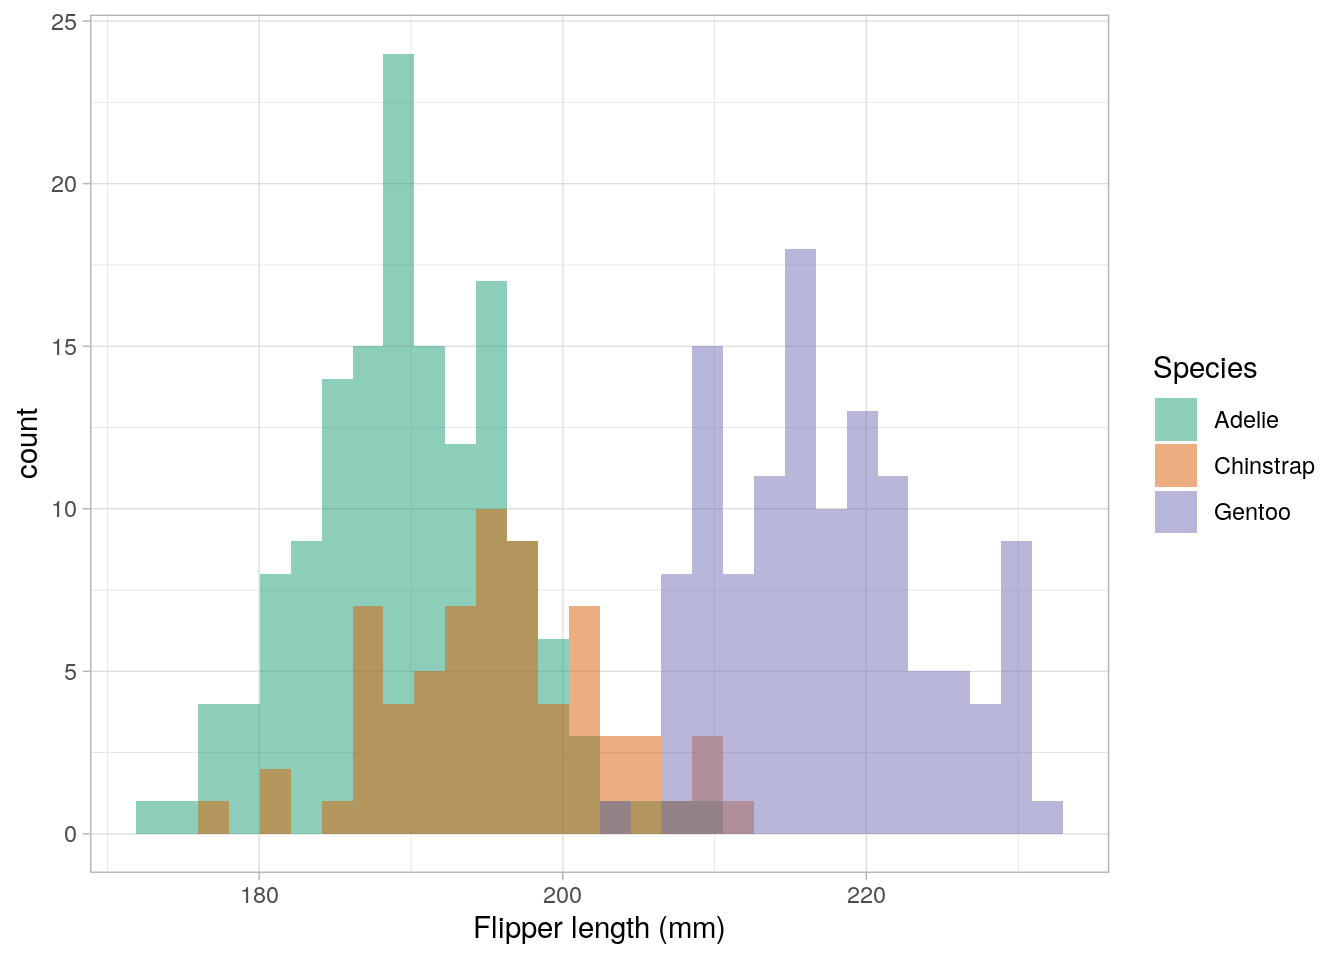 25
20
15
10
5
0
count
180 200 220
Flipper length (mm)
Species
Adelie
Chinstrap
Gentoo